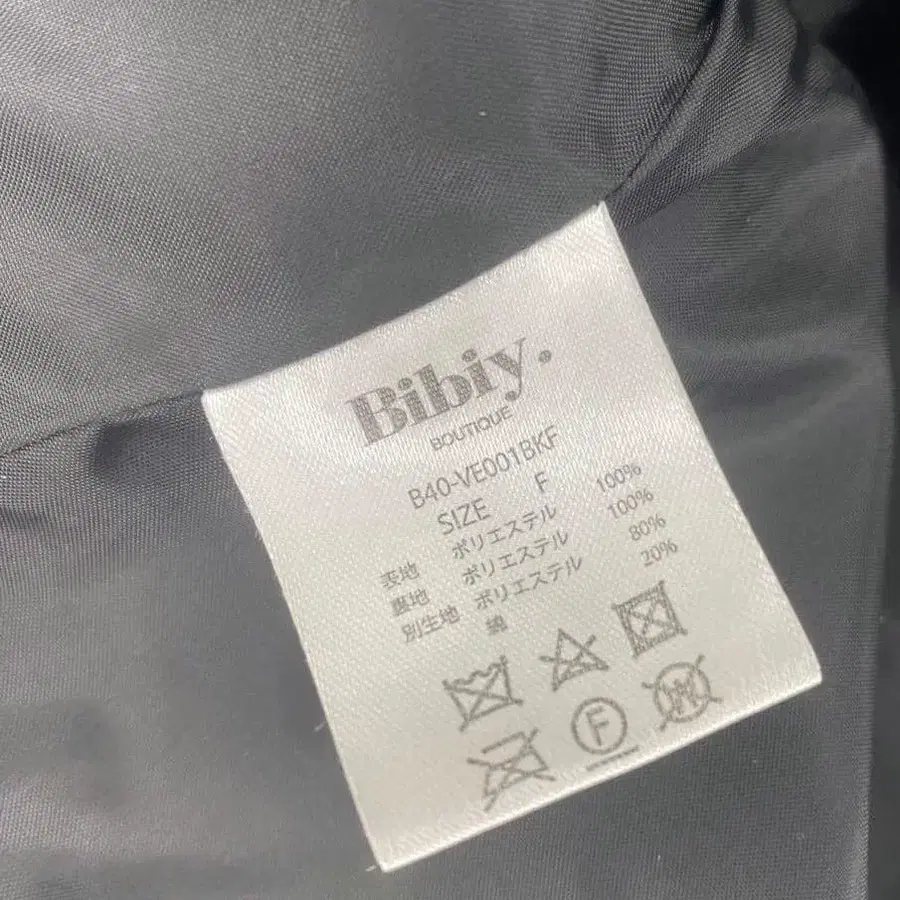 Bibiy.
BOUTIQUE
B40-VE001BKF
SIZE F
表地 ポリエステル 100%
裏地 ポリエステル 100%
別生地 ポリエステル 80%
綿 20%
F
W